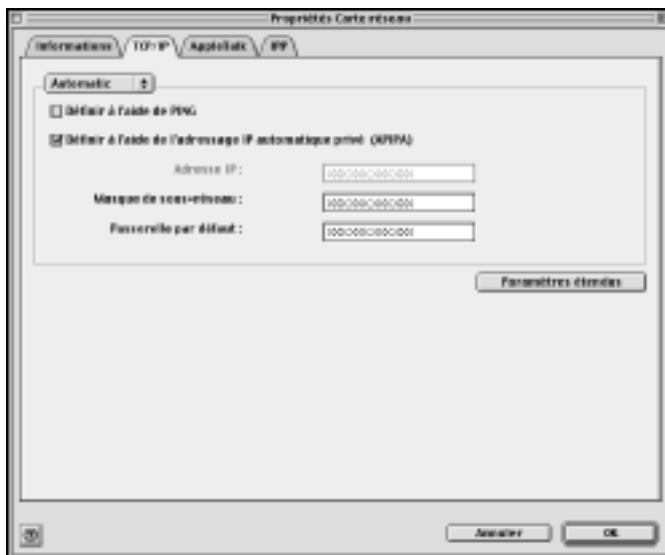 Propriétés Carte réseau
Informations TCP/IP AppleTalk IPP
Automatic
Définir à l'aide de PING
Définir à l'aide de l'adressage IP automatique privé (APIPA)
Adresse IP :
Masque de sous-réseau :
Passerelle par défaut :
Paramètres étendus
Annuler OK